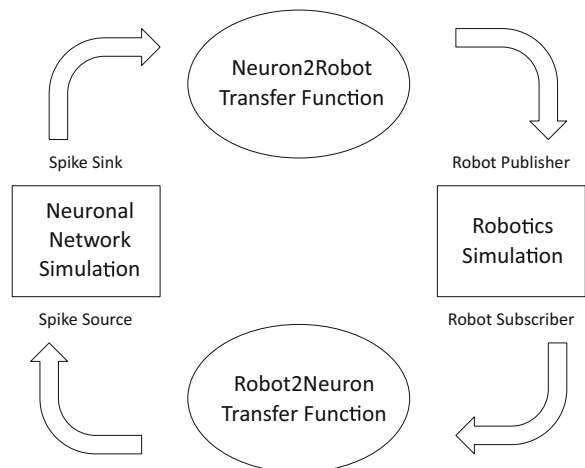 Neuron2Robot
Transfer Function
Spike Sink
Robot Publisher
Neuronal
Network
Simulation
Robotics
Simulation
Spike Source
Robot Subscriber
Robot2Neuron
Transfer Function